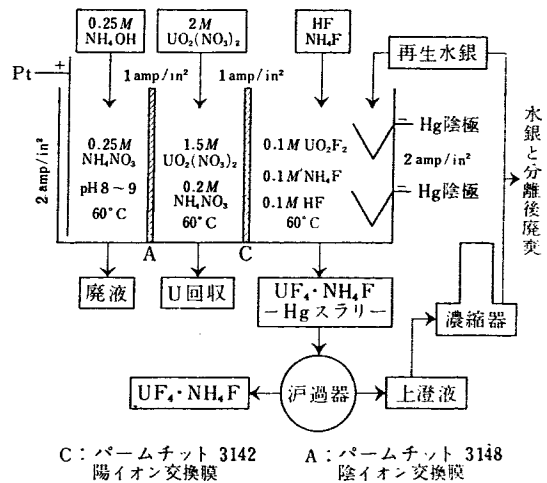 0.25M
NH₄OH
2M
UO₂(NO₃)₂
HF
NH₄F
再生水銀
Pt
+
1 amp/in²
1 amp/in²
2 amp/in²
0.25M
NH₄NO₃
pH 8～9
60°C
1.5M
UO₂(NO₃)₂
0.2M
NH₄NO₃
60°C
0.1M UO₂F₂
0.1M NH₄F
0.1M HF
60°C
− Hg陰極
2 amp/in²
− Hg陰極
水銀と分離後廃棄
A
C
廃液
U回収
UF₄・NH₄F
−Hgスラリー
濃縮器
UF₄・NH₄F
沪過器
上澄液
C：パームチット 3142
陽イオン交換膜
A：パームチット 3148
陰イオン交換膜